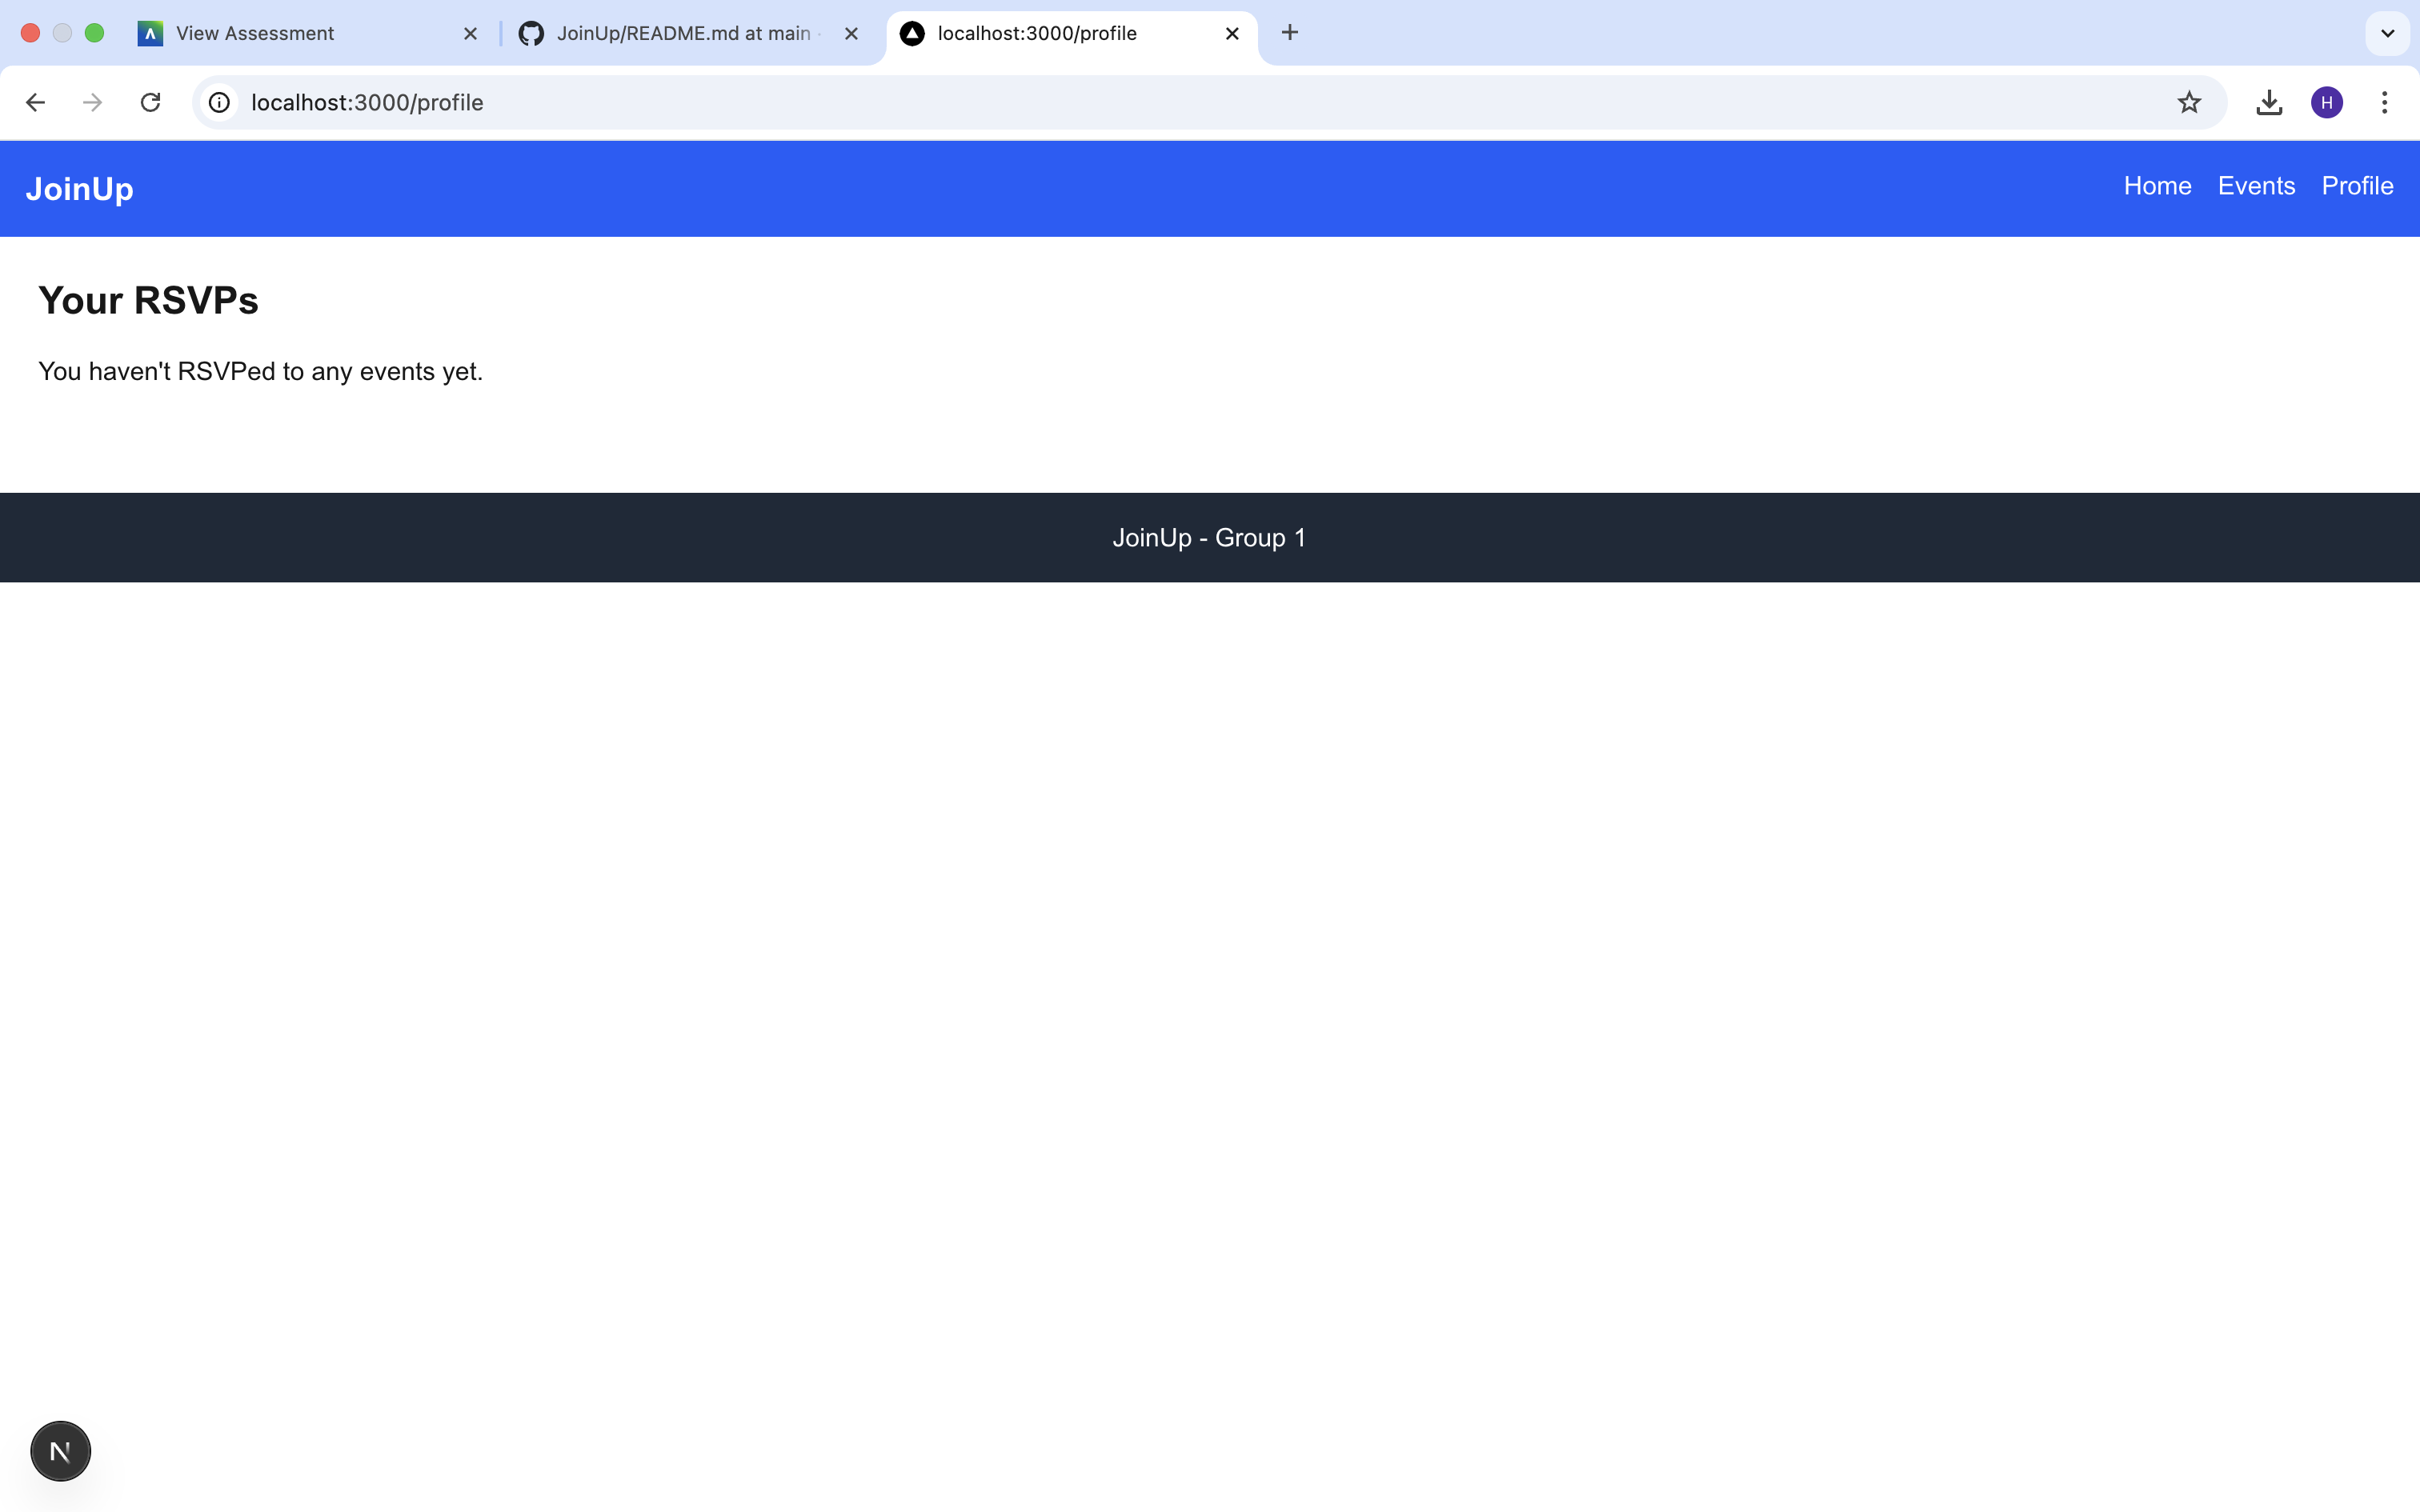 View Assessment
JoinUp/README.md at main
localhost:3000/profile
localhost:3000/profile
H
JoinUp
Home
Events
Profile
Your RSVPs
You haven't RSVPed to any events yet.
JoinUp - Group 1
N